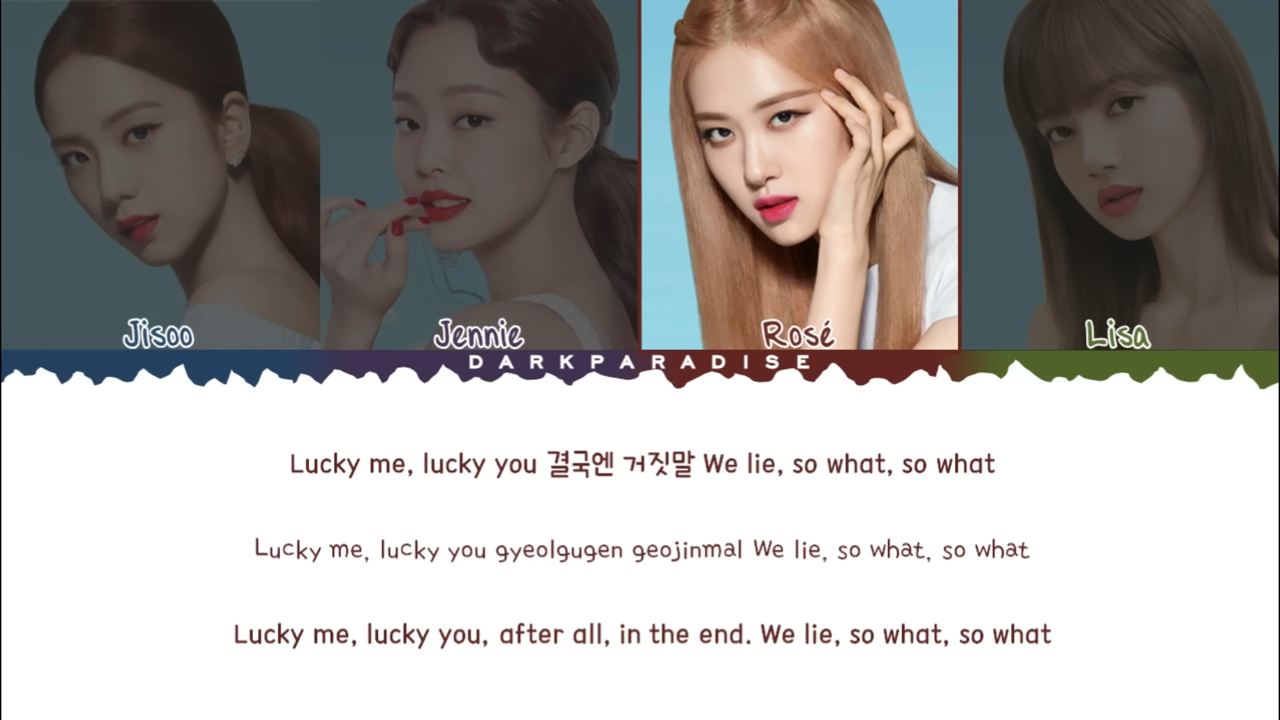 Jisoo
Jennie
Rosé
Lisa
DARKPARADISE
Lucky me, lucky you 결국엔 거짓말 We lie, so what, so what
Lucky me, lucky you gyeolgugen geojinmal We lie, so what, so what
Lucky me, lucky you, after all, in the end. We lie, so what, so what